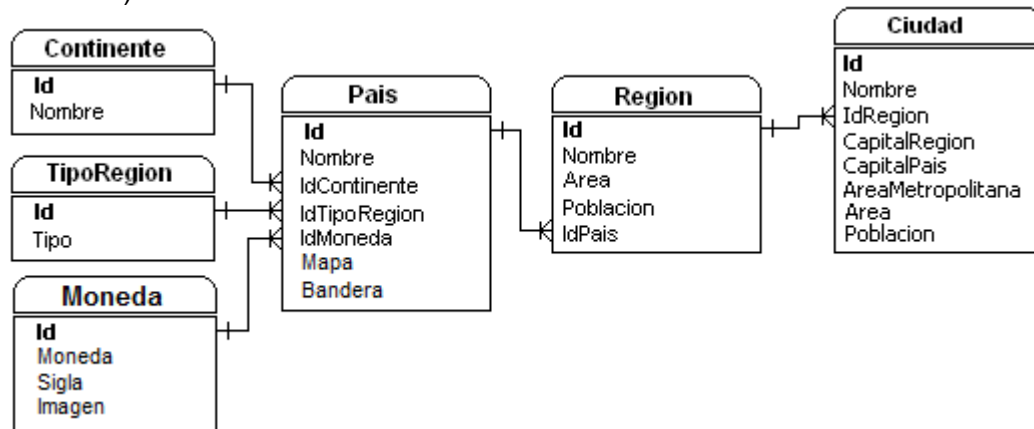 )
Continente
Id
Nombre
TipoRegion
Id
Tipo
Moneda
Id
Moneda
Sigla
Imagen
Pais
Id
Nombre
IdContinente
IdTipoRegion
IdMoneda
Mapa
Bandera
Region
Id
Nombre
Area
Poblacion
IdPais
Ciudad
Id
Nombre
IdRegion
CapitalRegion
CapitalPais
AreaMetropolitana
Area
Poblacion